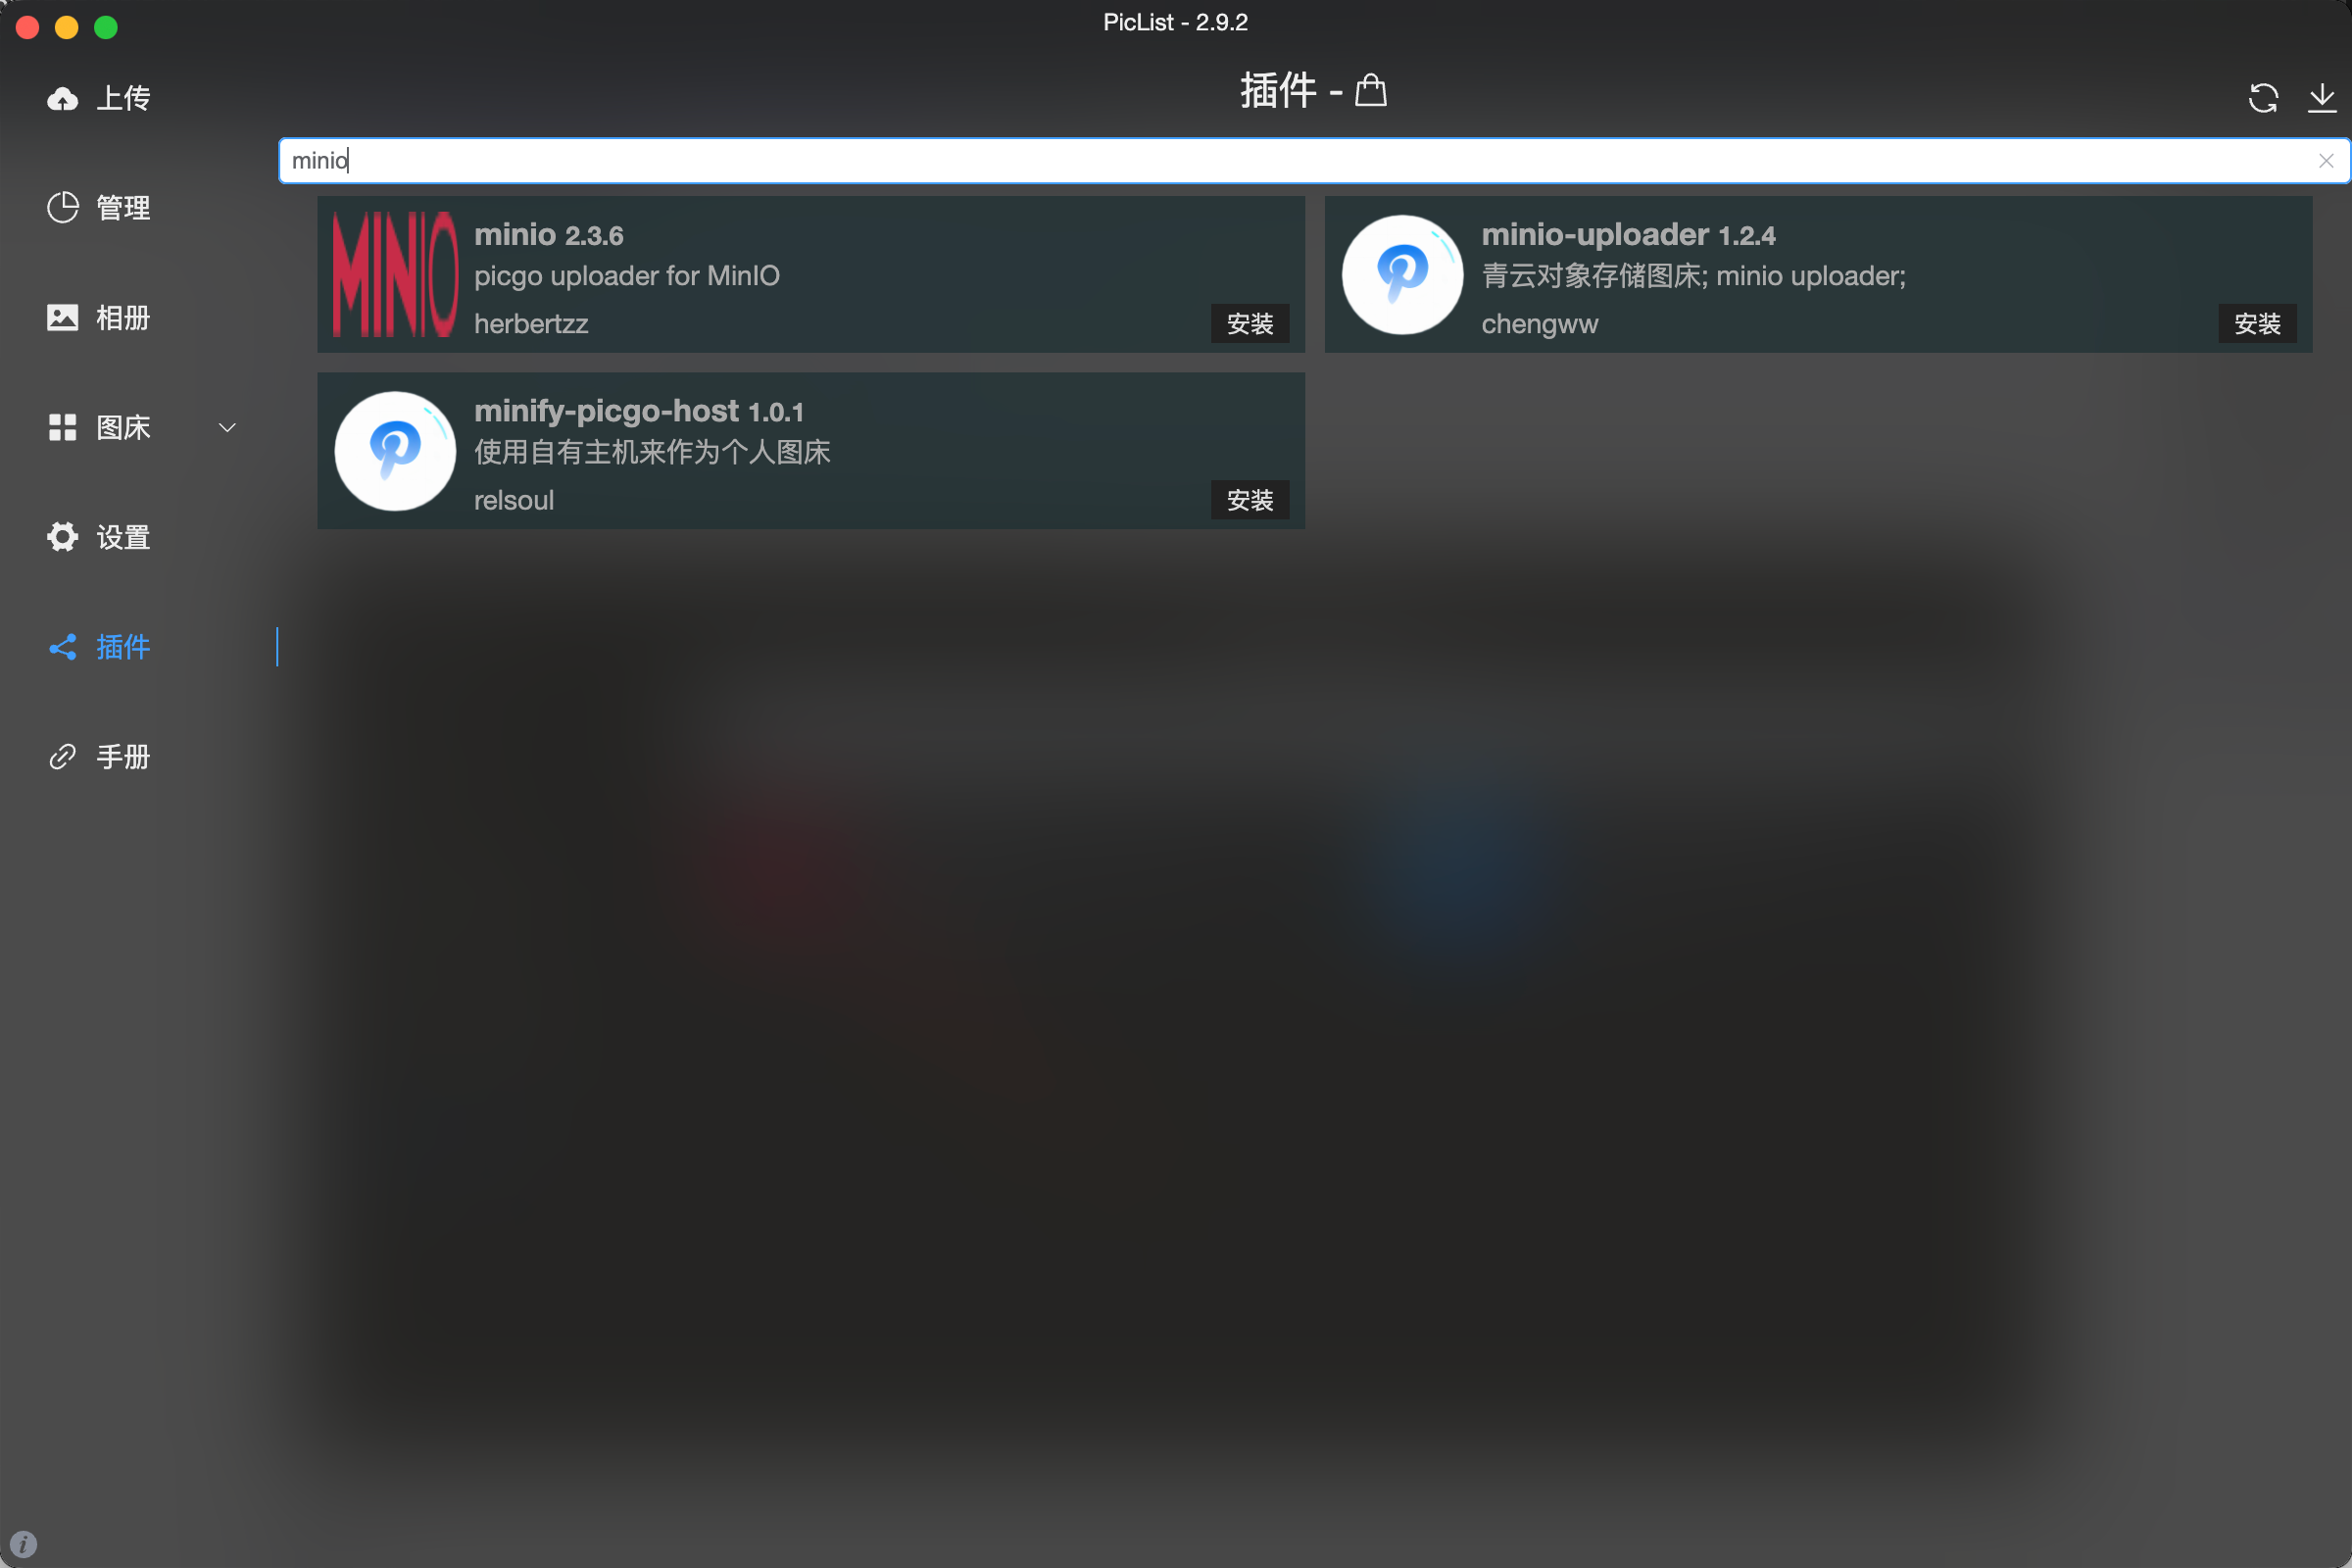 PicList - 2.9.2
插件 -
上传
管理
相册
图床
设置
插件
手册
minio
MINIO
minio 2.3.6
picgo uploader for MinIO
herbertzz
安装
minio-uploader 1.2.4
青云对象存储图床; minio uploader;
chengww
安装
minify-picgo-host 1.0.1
使用自有主机来作为个人图床
relsoul
安装